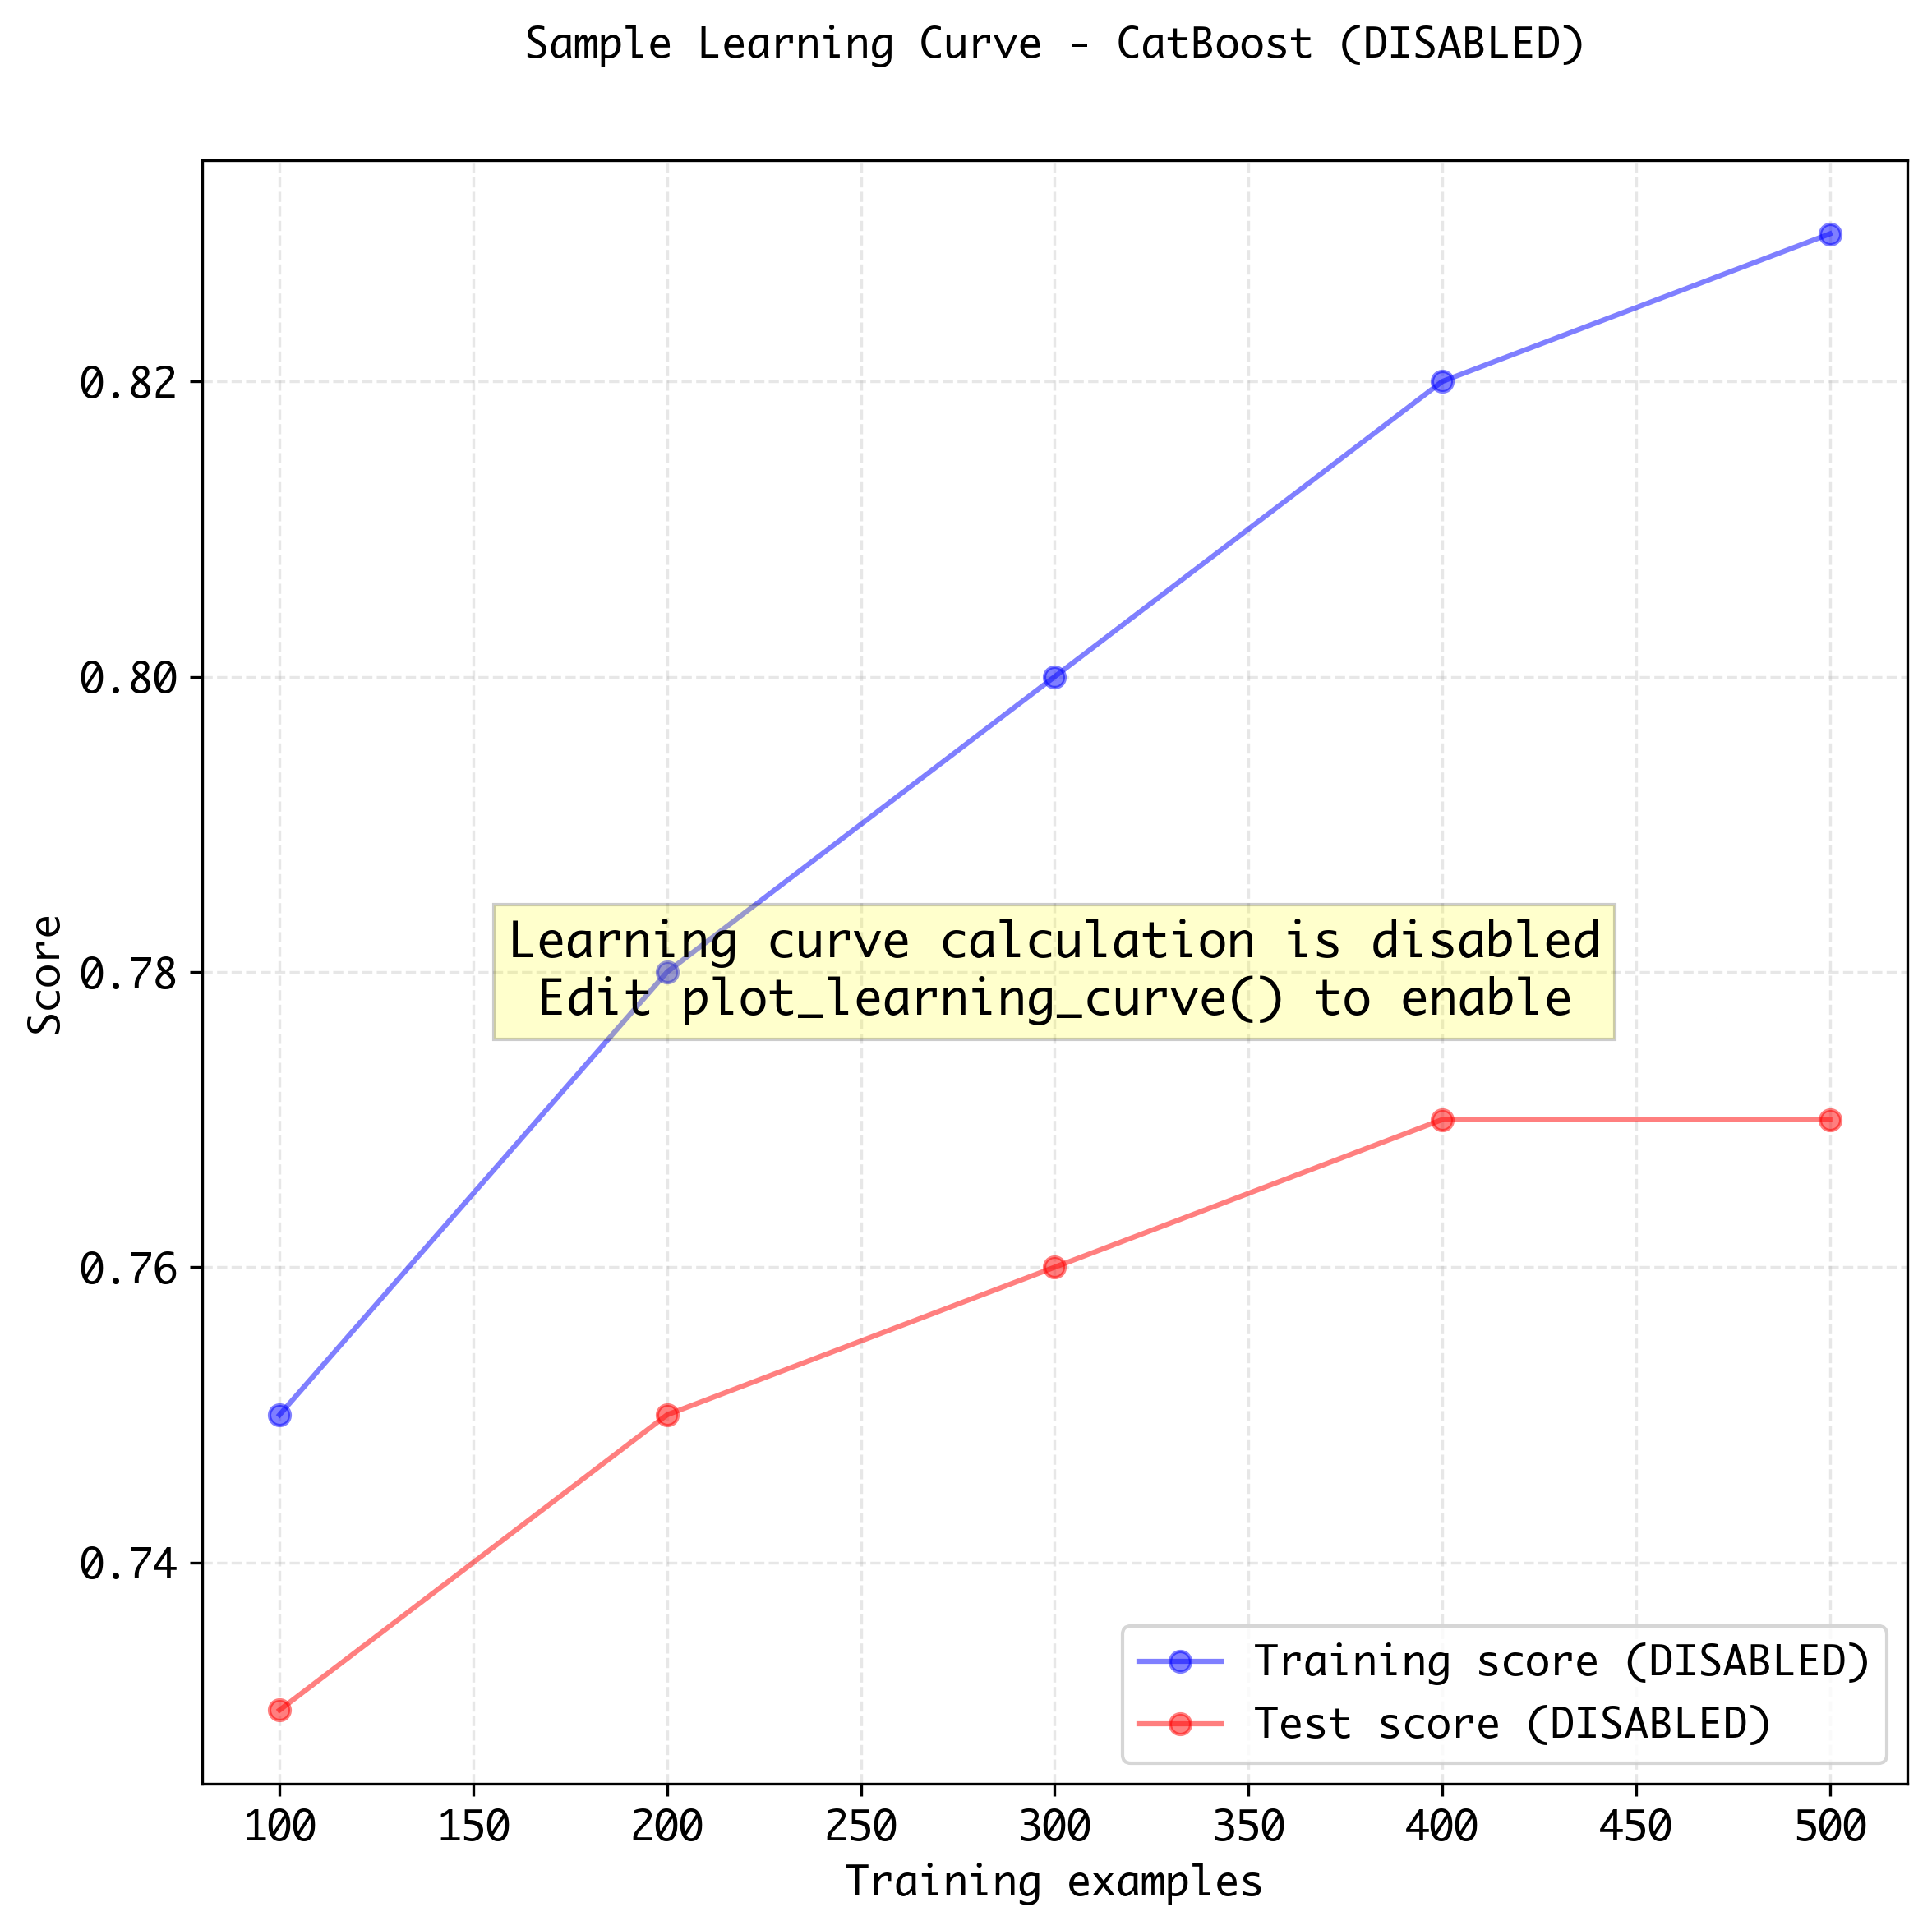 Sample Learning Curve - CatBoost (DISABLED)
Score
0.82
0.80
0.78
0.76
0.74
Learning curve calculation is disabled
Edit plot_learning_curve() to enable
Training score (DISABLED)
Test score (DISABLED)
100 150 200 250 300 350 400 450 500
Training examples